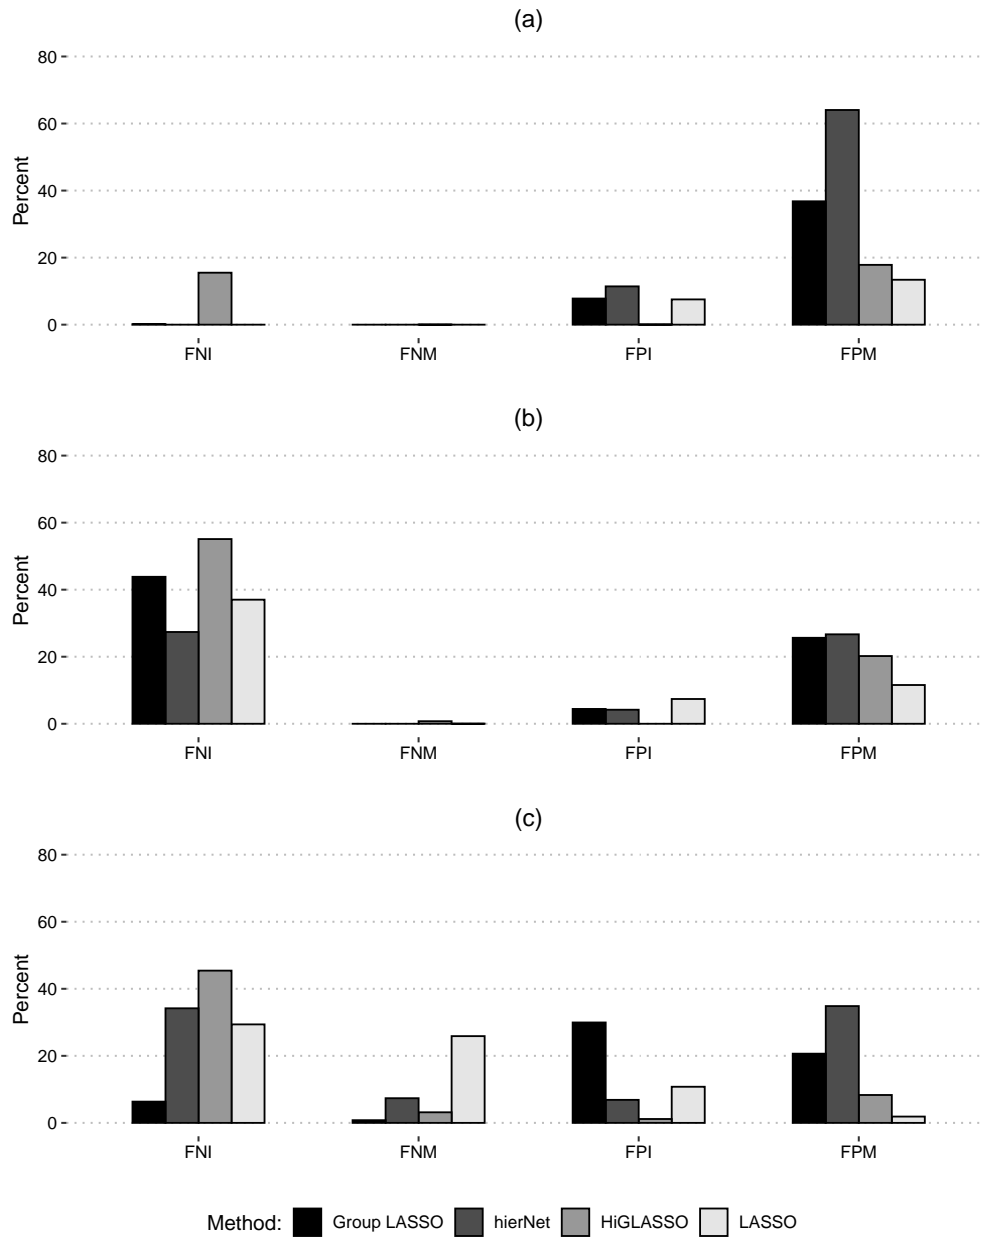 (a)
80
60
40
20
0
Percent
FNI FNM FPI FPM
(b)
80
60
40
20
0
Percent
FNI FNM FPI FPM
(c)
80
60
40
20
0
Percent
FNI FNM FPI FPM
Method: Group LASSO hierNet HiGLASSO LASSO